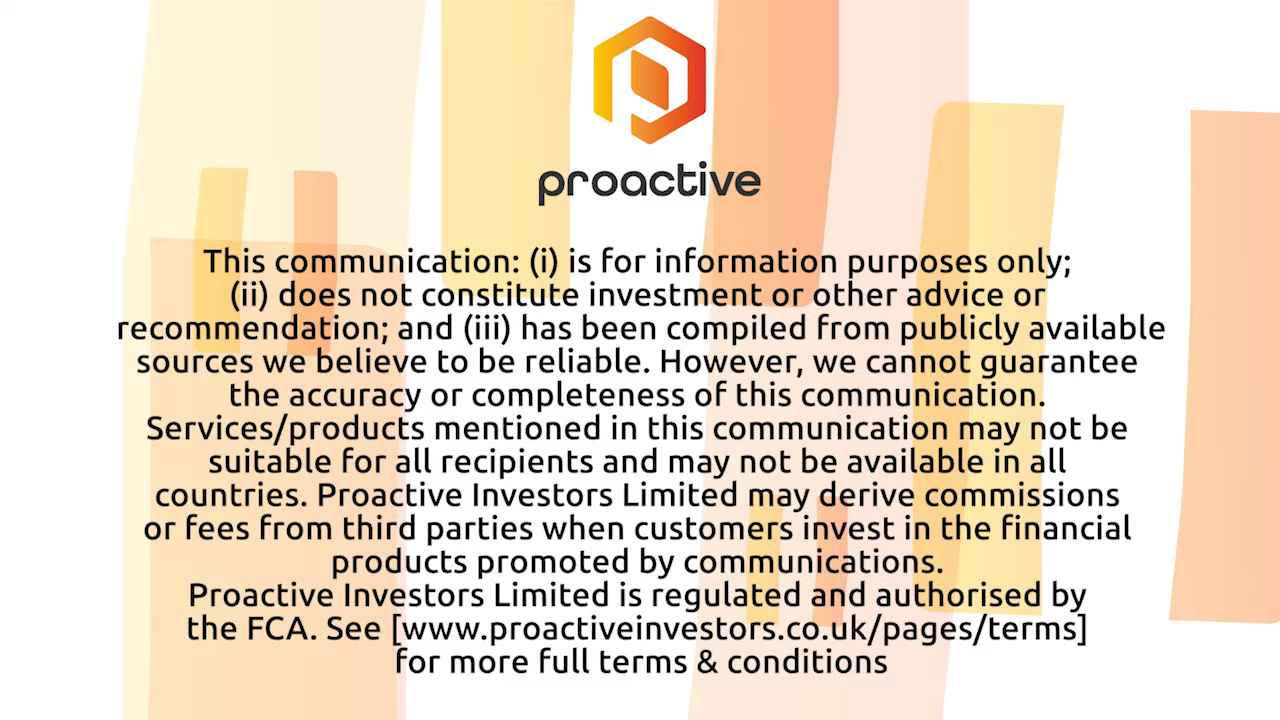 proactive
This communication: (i) is for information purposes only;
(ii) does not constitute investment or other advice or
recommendation; and (iii) has been compiled from publicly available
sources we believe to be reliable. However, we cannot guarantee
the accuracy or completeness of this communication.
Services/products mentioned in this communication may not be
suitable for all recipients and may not be available in all
countries. Proactive Investors Limited may derive commissions
or fees from third parties when customers invest in the financial
products promoted by communications.
Proactive Investors Limited is regulated and authorised by
the FCA. See [www.proactiveinvestors.co.uk/pages/terms]
for more full terms & conditions